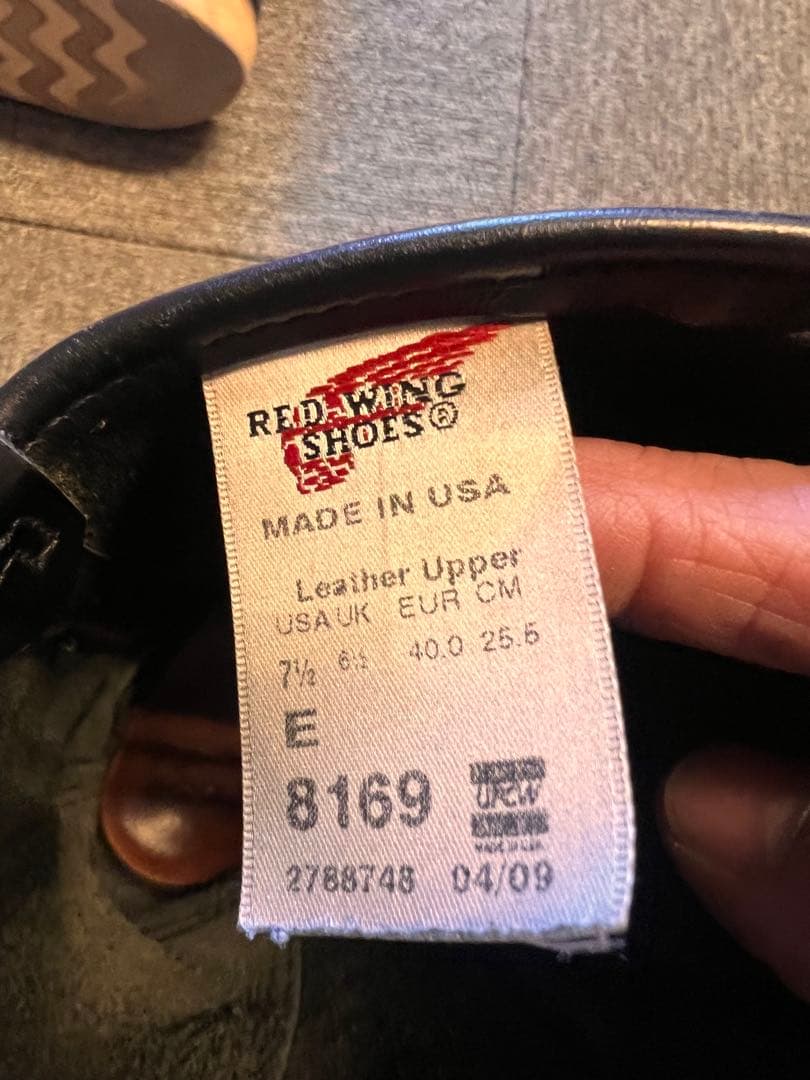 RED WING
SHOES®
MADE IN USA
Leather Upper
USA UK EUR CM
7½ 6½ 40.0 25.5
E
8169
UFCW
2788748 04/09